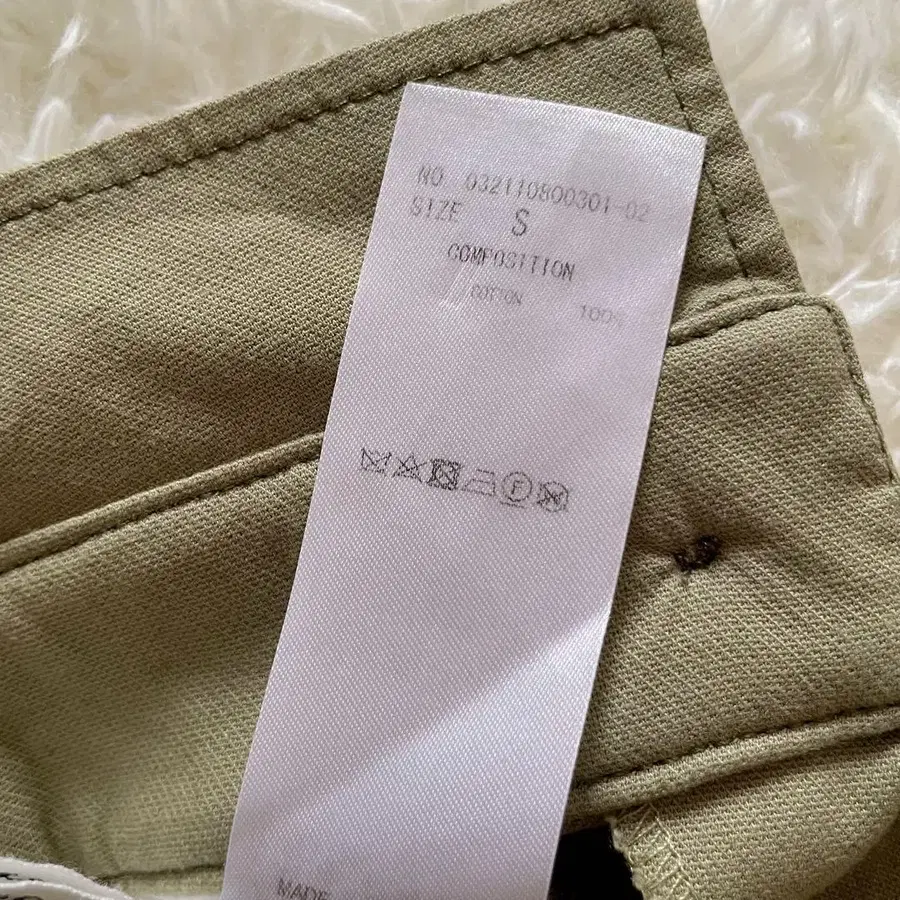 NO 032110800301-02
SIZE S
COMPOSITION
COTTON 100%
F
MADE